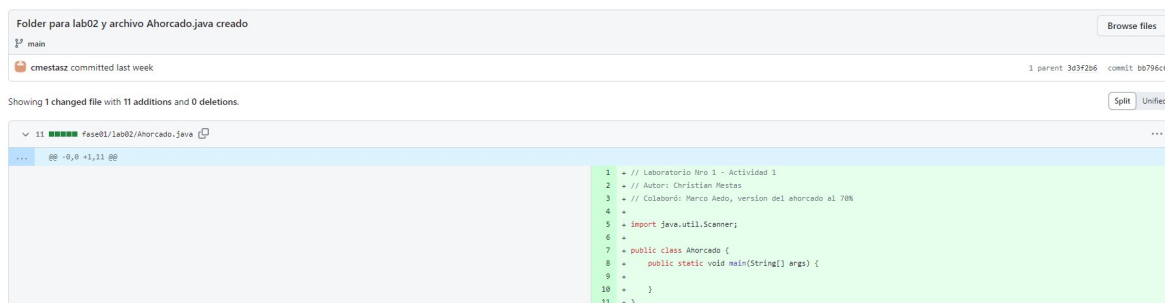 Folder para lab02 y archivo Ahorcado.java creado
Browse files
main
cmestasz committed last week
1 parent 3d3f2b6 commit bb796c
Showing 1 changed file with 11 additions and 0 deletions.
Split Unified
11 fase01/lab02/Ahorcado.java
... @@ -0,0 +1,11 @@
1 + // Laboratorio Nro 1 - Actividad 1
2 + // Autor: Christian Mestas
3 + // Colaboró: Marco Aedo, version del ahorcado al 70%
4 +
5 + import java.util.Scanner;
6 +
7 + public class Ahorcado {
8 + public static void main(String[] args) {
9 +
10 + }
11 + }